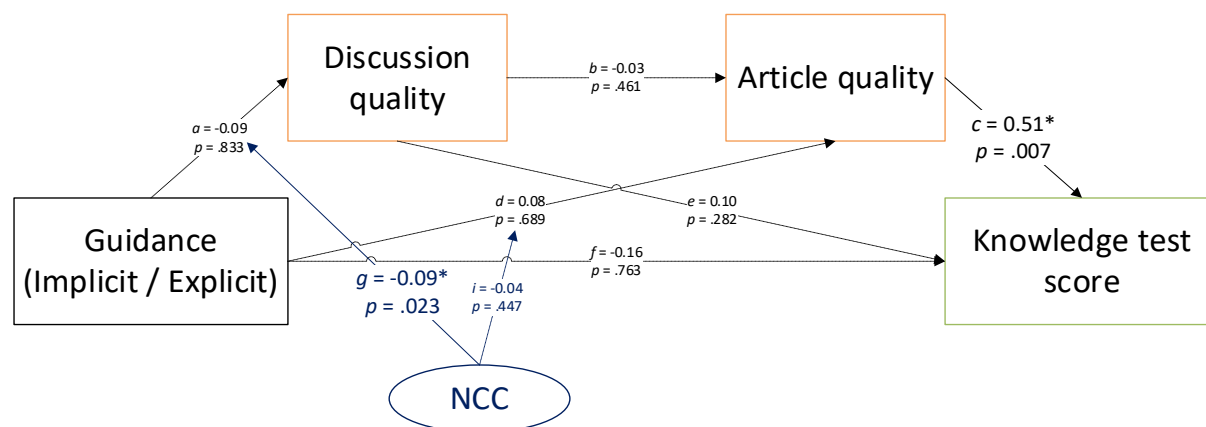 Discussion
quality
b = -0.03
p = .461
Article quality
a = -0.09
p = .833
c = 0.51*
p = .007
Guidance
(Implicit / Explicit)
d = 0.08
p = .689
e = 0.10
p = .282
Knowledge test
score
f = -0.16
p = .763
g = -0.09*
p = .023
i = -0.04
p = .447
NCC